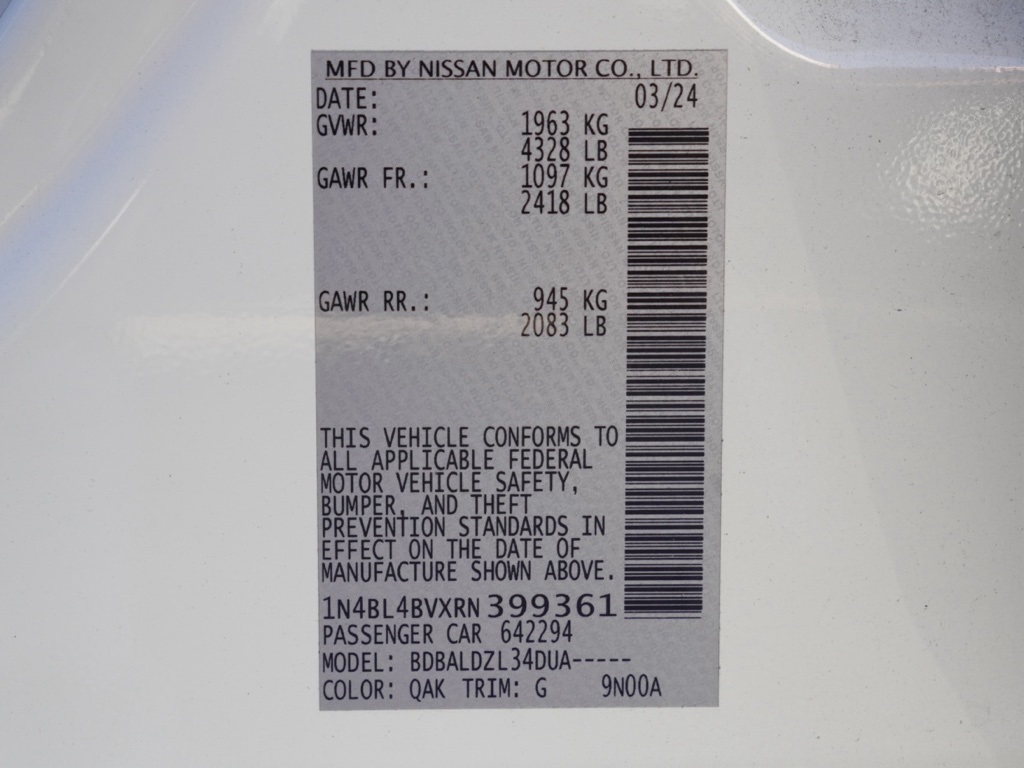 MFD BY NISSAN MOTOR CO., LTD.
DATE: 03/24
GVWR: 1963 KG
4328 LB
GAWR FR.: 1097 KG
2418 LB
GAWR RR.: 945 KG
2083 LB
THIS VEHICLE CONFORMS TO
ALL APPLICABLE FEDERAL
MOTOR VEHICLE SAFETY,
BUMPER, AND THEFT
PREVENTION STANDARDS IN
EFFECT ON THE DATE OF
MANUFACTURE SHOWN ABOVE.
1N4BL4BVXRN399361
PASSENGER CAR 642294
MODEL: BDBALDZL34DUA-----
COLOR: QAK TRIM: G 9N00A